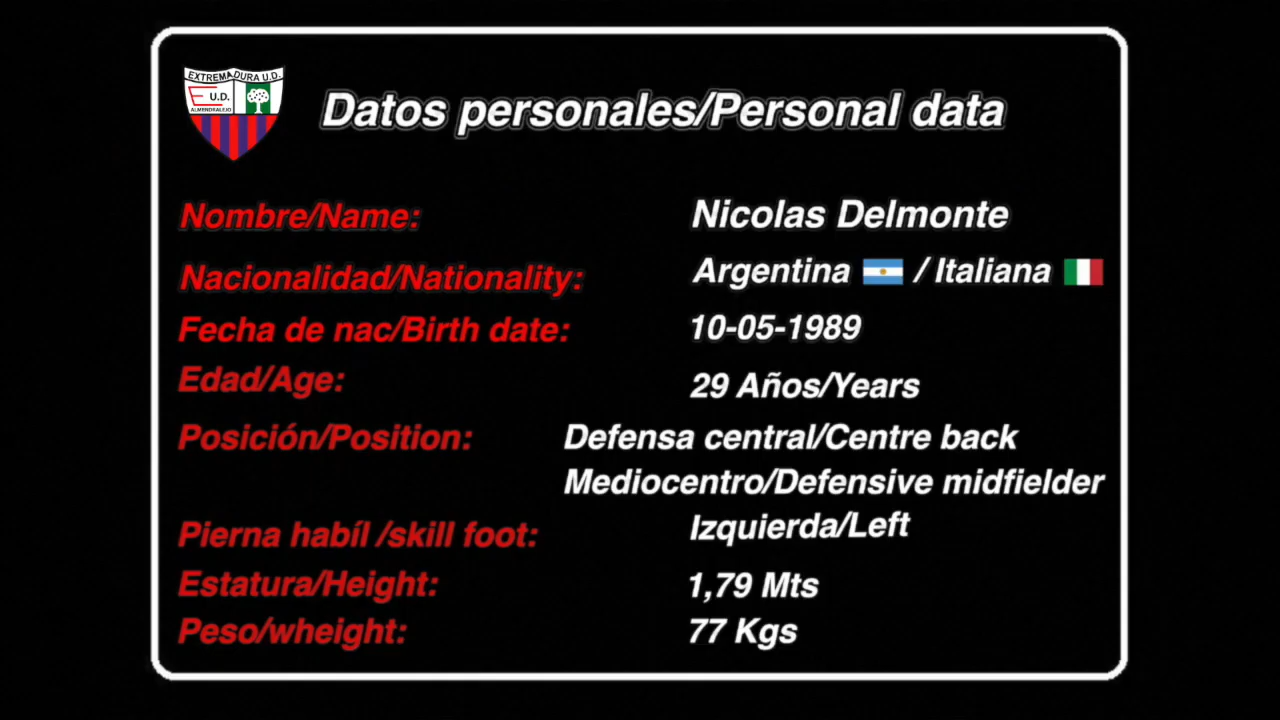 EXTREMADURA U.D.
U.D.
ALMENDRALEJO
Datos personales/Personal data
Nombre/Name: Nicolas Delmonte
Nacionalidad/Nationality: Argentina / Italiana
Fecha de nac/Birth date: 10-05-1989
Edad/Age: 29 Años/Years
Posición/Position: Defensa central/Centre back
Mediocentro/Defensive midfielder
Pierna habíl /skill foot: Izquierda/Left
Estatura/Height: 1,79 Mts
Peso/wheight: 77 Kgs